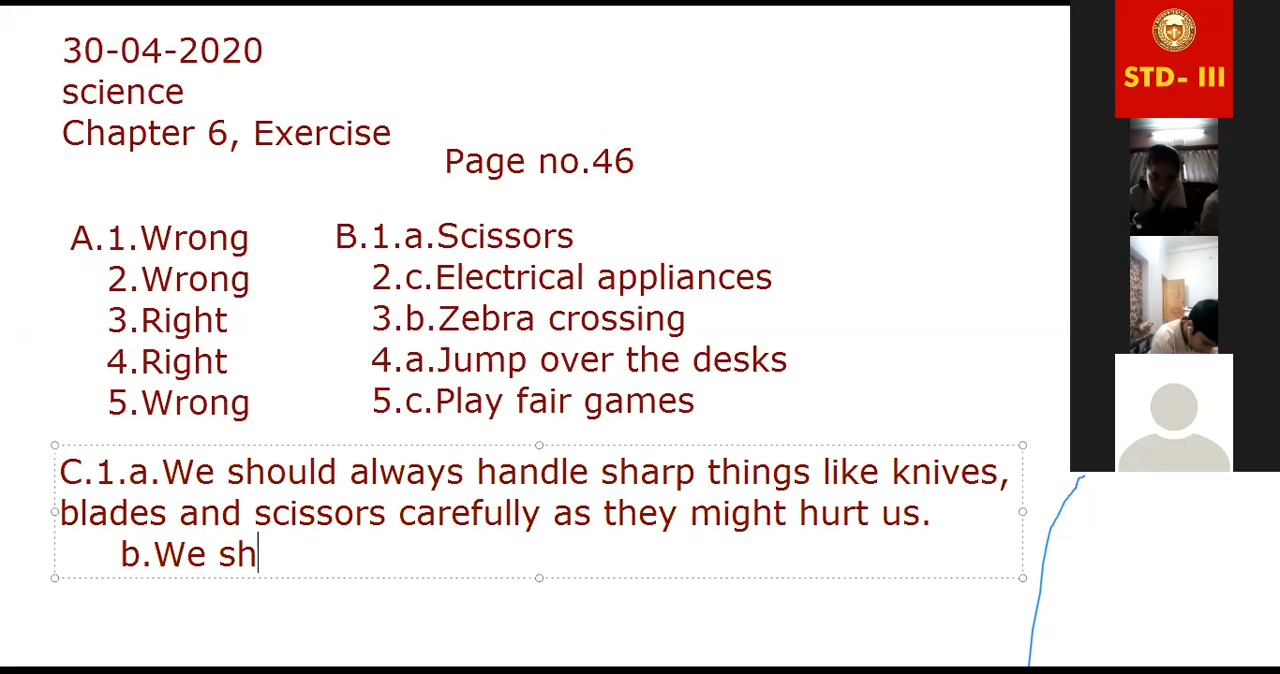 30-04-2020
science
Chapter 6, Exercise
Page no.46
A.1.Wrong
2.Wrong
3.Right
4.Right
5.Wrong
B.1.a.Scissors
2.c.Electrical appliances
3.b.Zebra crossing
4.a.Jump over the desks
5.c.Play fair games
C.1.a.We should always handle sharp things like knives,
blades and scissors carefully as they might hurt us.
b.We sh
STD- III